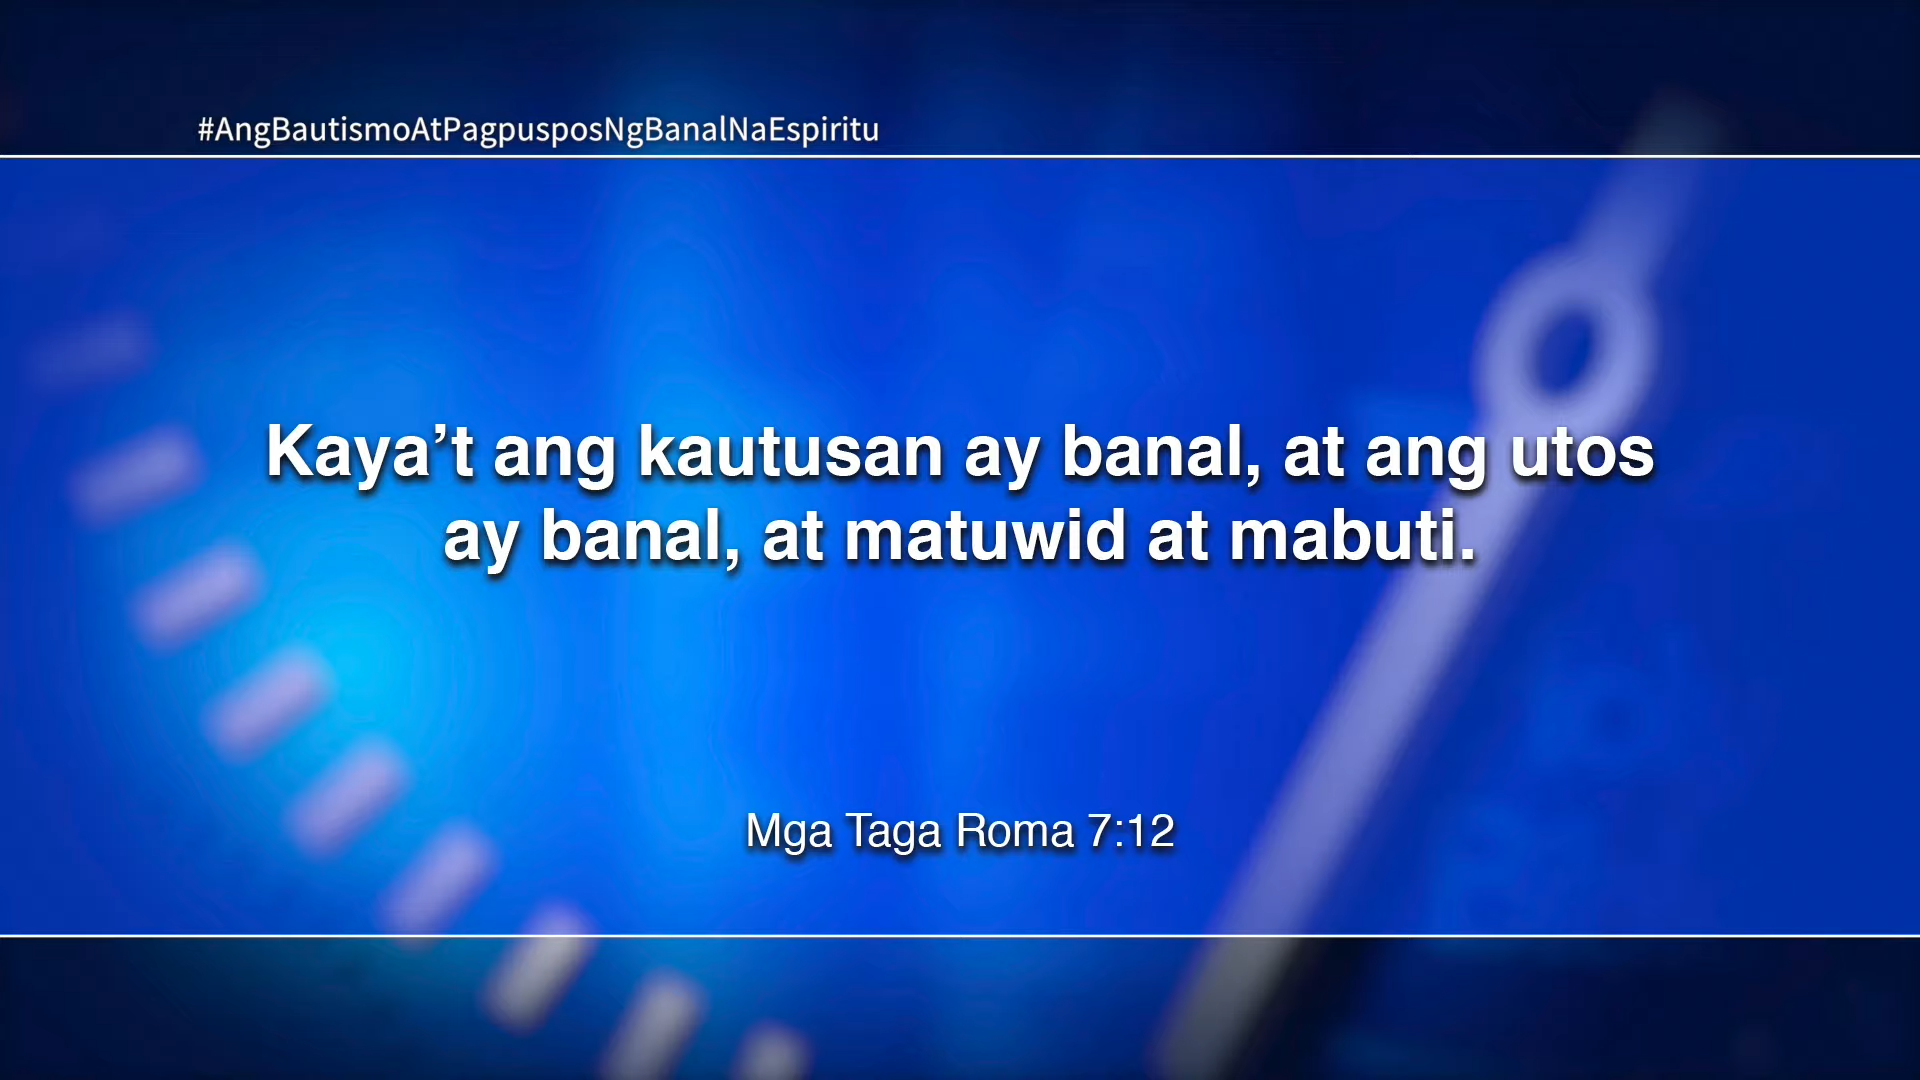 #AngBautismoAtPagpusposNgBanalNaEspiritu
Kaya’t ang kautusan ay banal, at ang utos
ay banal, at matuwid at mabuti.
Mga Taga Roma 7:12